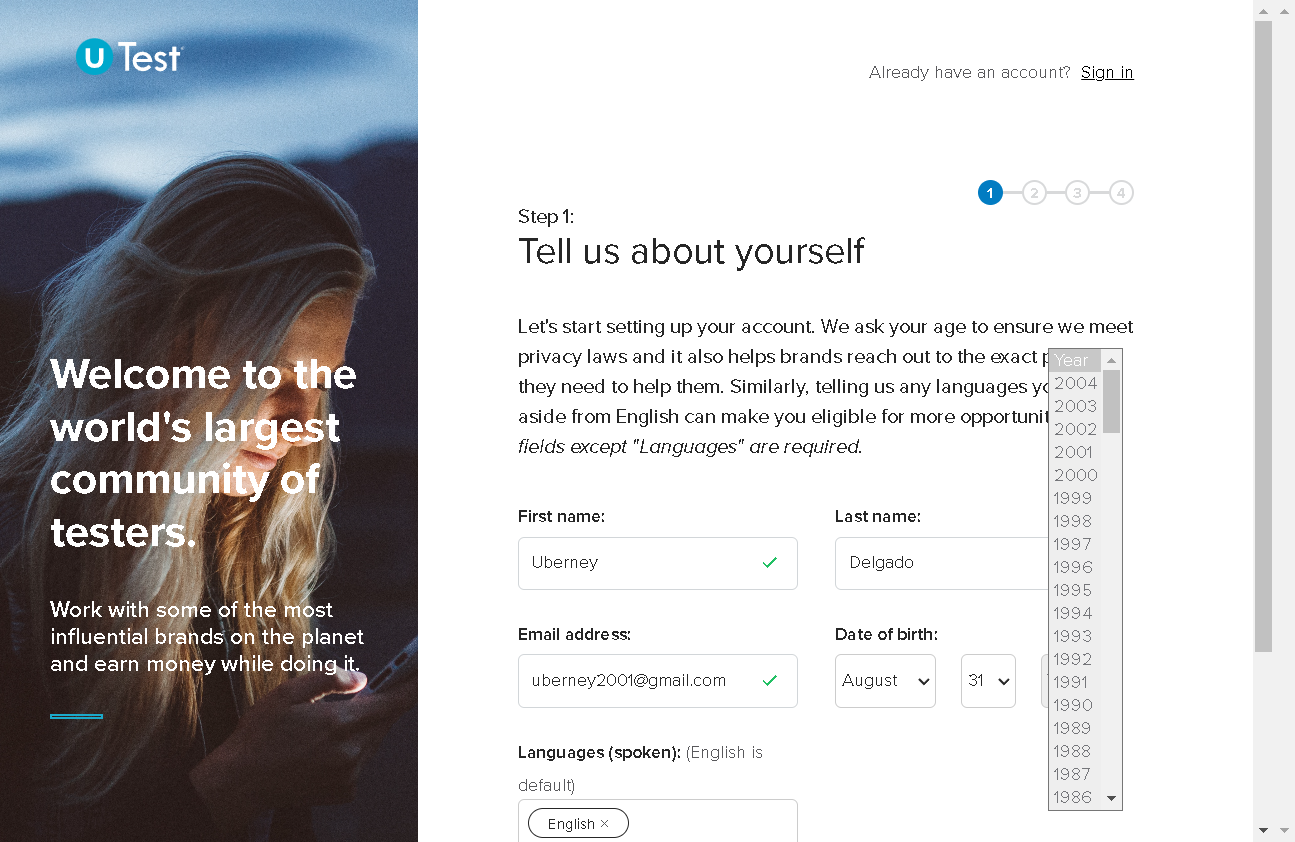 U Test
Already have an account? Sign in
1 2 3 4
Step 1:
Tell us about yourself
Let's start setting up your account. We ask your age to ensure we meet
privacy laws and it also helps brands reach out to the exact
they need to help them. Similarly, telling us any languages
aside from English can make you eligible for more
fields except "Languages" are required.
Welcome to the
world's largest
community of
testers.
Work with some of the most
influential brands on the planet
and earn money while doing it.
First name:
Last name:
Uberney
Delgado
Email address:
Date of birth:
uberney2001@gmail.com
August
31
Languages (spoken): (English is
default)
English ×
Year
2004
2003
2002
2001
2000
1999
1998
1997
1996
1995
1994
1993
1992
1991
1990
1989
1988
1987
1986